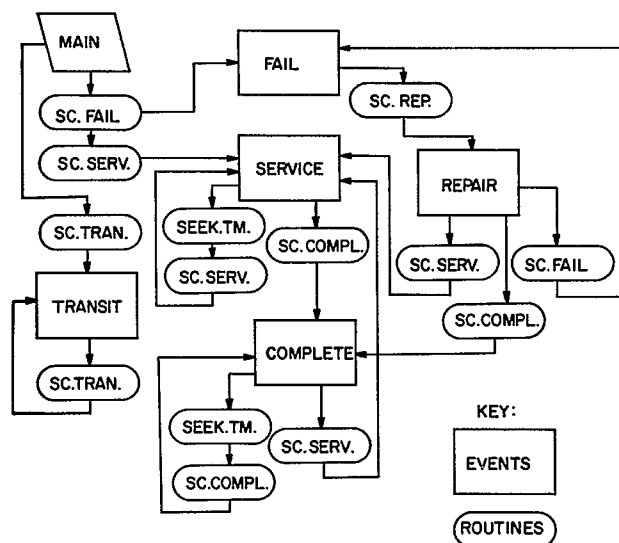 MAIN
FAIL
SC. FAIL
SC. REP.
SC. SERV.
SERVICE
REPAIR
SEEK.TM.
SC.TRAN.
SC.COMPL.
SC.SERV.
SC.FAIL
SC.SERV.
TRANSIT
SC.COMPL.
COMPLETE
SC.TRAN.
KEY:
SEEK.TM.
SC.SERV.
EVENTS
SC.COMPL.
ROUTINES